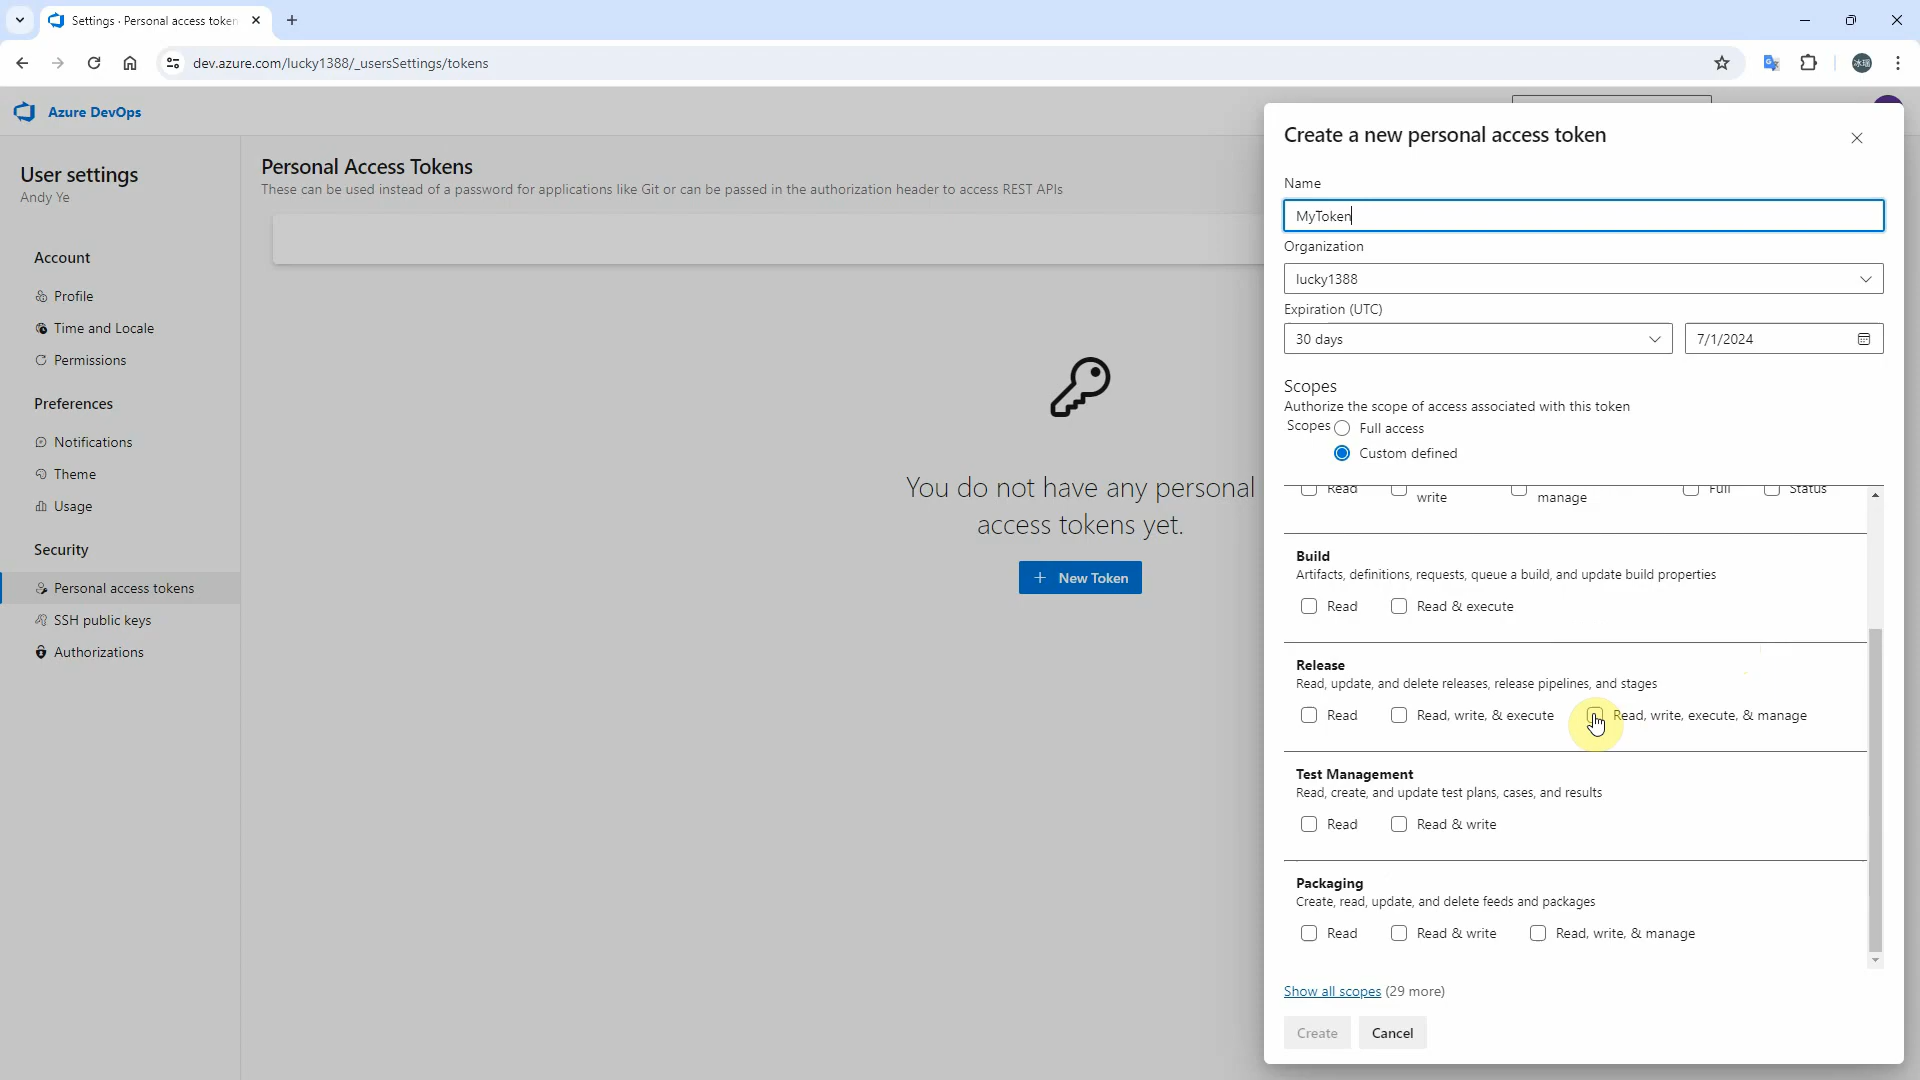 Settings · Personal access token
dev.azure.com/lucky1388/_usersSettings/tokens
冰瑶
Azure DevOps
User settings
Andy Ye
Account
Profile
Time and Locale
Permissions
Preferences
Notifications
Theme
Usage
Security
Personal access tokens
SSH public keys
Authorizations
Personal Access Tokens
These can be used instead of a password for applications like Git or can be passed in the authorization header to access REST APIs
You do not have any personal
access tokens yet.
+ New Token
Create a new personal access token
Name
MyToken
Organization
lucky1388
Expiration (UTC)
30 days
7/1/2024
Scopes
Authorize the scope of access associated with this token
Scopes Full access
Custom defined
Read write manage Full Status
Build
Artifacts, definitions, requests, queue a build, and update build properties
Read Read & execute
Release
Read, update, and delete releases, release pipelines, and stages
Read Read, write, & execute Read, write, execute, & manage
Test Management
Read, create, and update test plans, cases, and results
Read Read & write
Packaging
Create, read, update, and delete feeds and packages
Read Read & write Read, write, & manage
Show all scopes (29 more)
Create Cancel